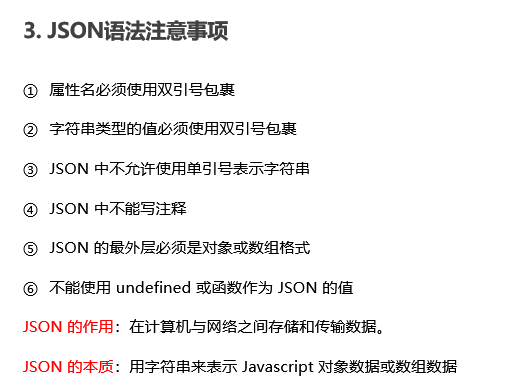 3. JSON语法注意事项
① 属性名必须使用双引号包裹
② 字符串类型的值必须使用双引号包裹
③ JSON 中不允许使用单引号表示字符串
④ JSON 中不能写注释
⑤ JSON 的最外层必须是对象或数组格式
⑥ 不能使用 undefined 或函数作为 JSON 的值
JSON 的作用：在计算机与网络之间存储和传输数据。
JSON 的本质：用字符串来表示 Javascript 对象数据或数组数据